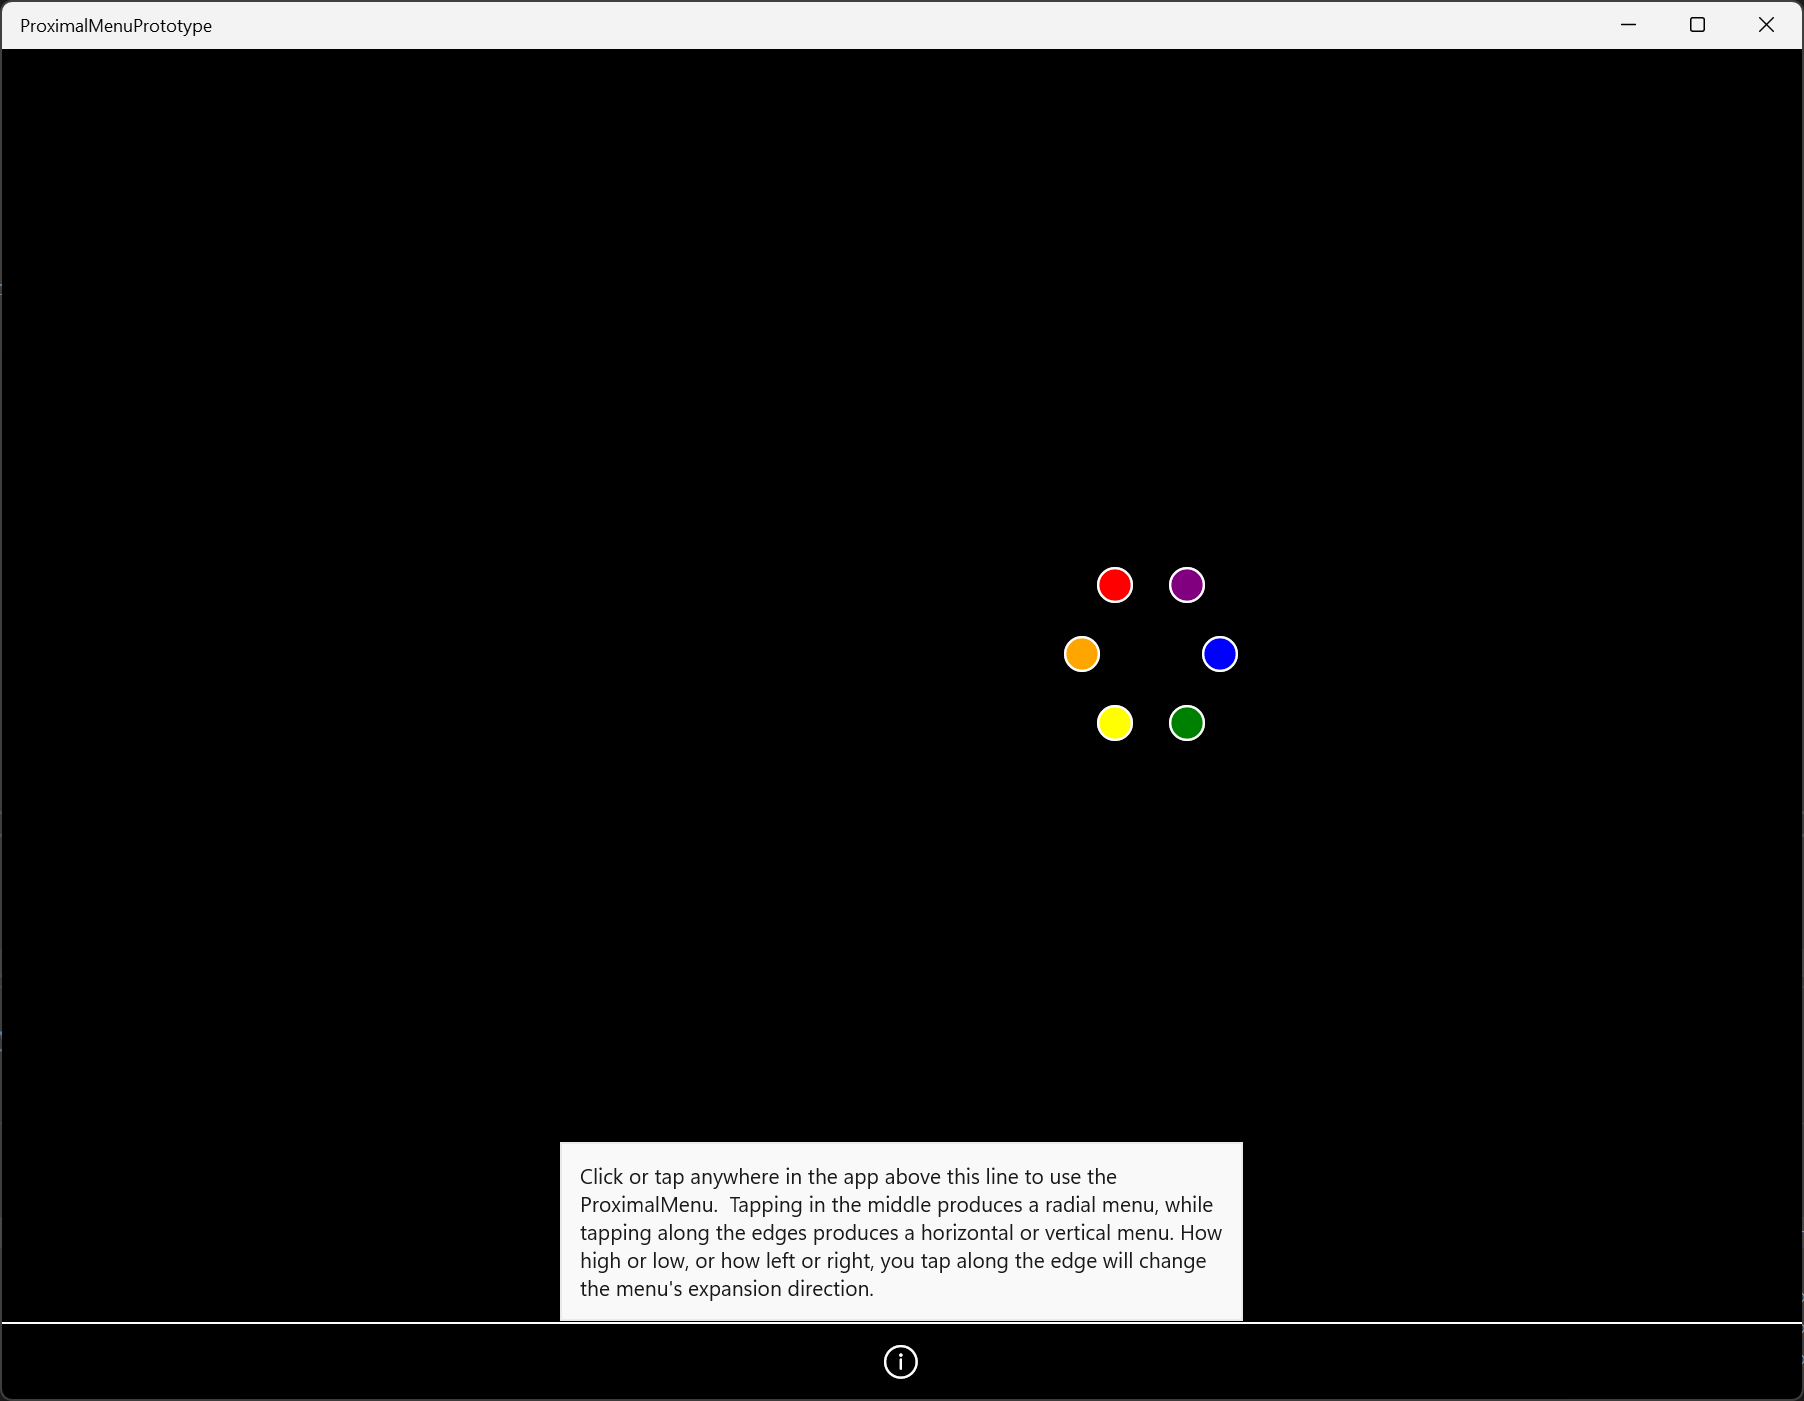 ProximalMenuPrototype
Click or tap anywhere in the app above this line to use the
ProximalMenu.  Tapping in the middle produces a radial menu, while
tapping along the edges produces a horizontal or vertical menu. How
high or low, or how left or right, you tap along the edge will change
the menu's expansion direction.